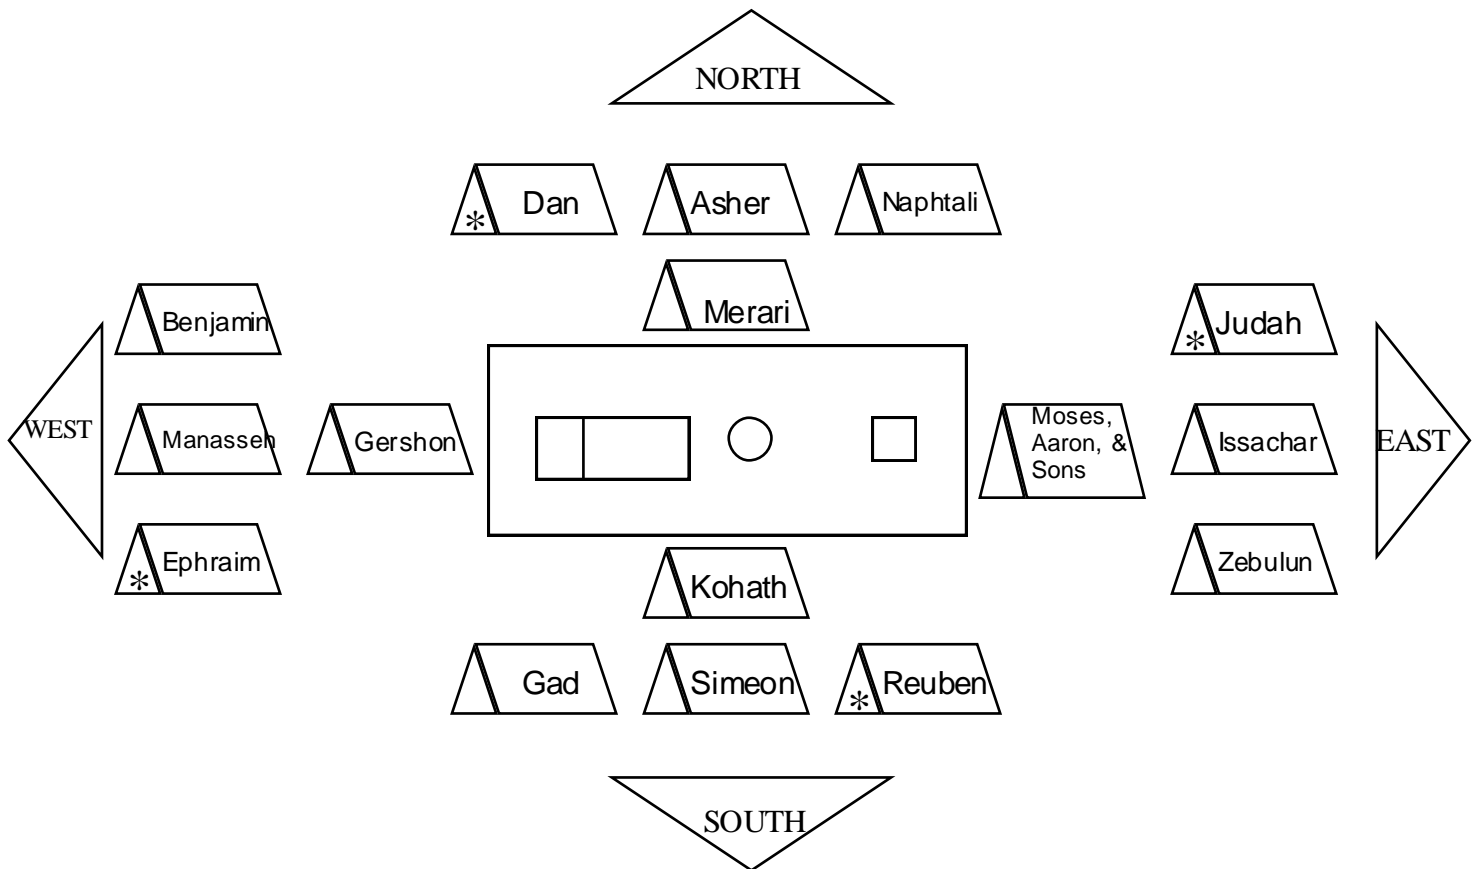 NORTH
Dan
Asher
Naphtali
*
Merari
Benjamin
Judah
*
Moses,
Aaron, &
Sons
WEST
Manasseh
Gershon
Issachar
EAST
Ephraim
*
Zebulun
Kohath
Gad
Simeon
Reuben
*
SOUTH